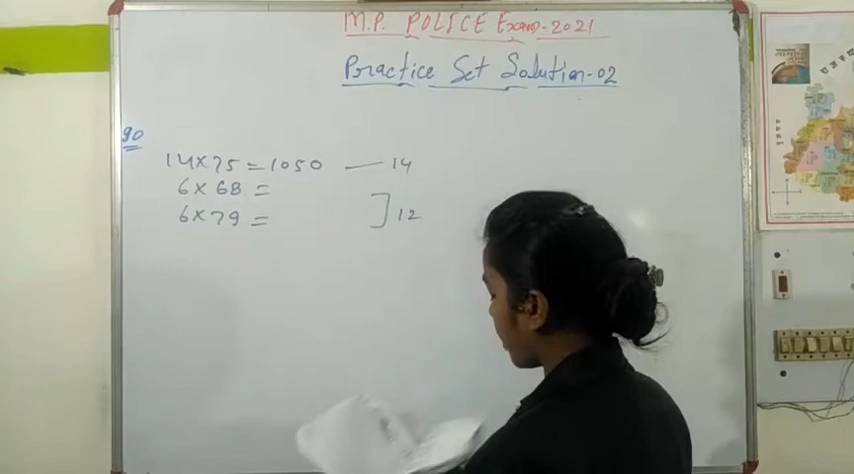 M.P. POLICE Exam-2021
Practice Set Solution-02
90
14×75=1050 — 14
6×68=
6×79=
] 12